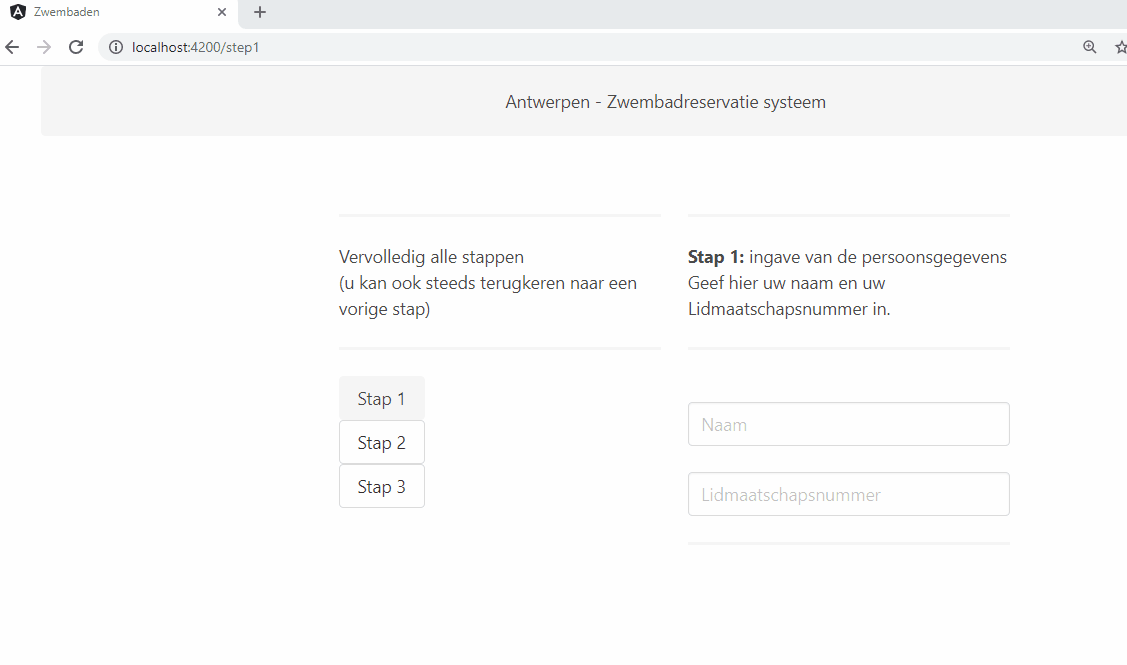 Zwembaden
localhost:4200/step1
Antwerpen - Zwembadreservatie systeem
Vervolledig alle stappen
(u kan ook steeds terugkeren naar een
vorige stap)
Stap 1
Stap 2
Stap 3
Stap 1: ingave van de persoonsgegevens
Geef hier uw naam en uw
Lidmaatschapsnummer in.
Naam
Lidmaatschapsnummer